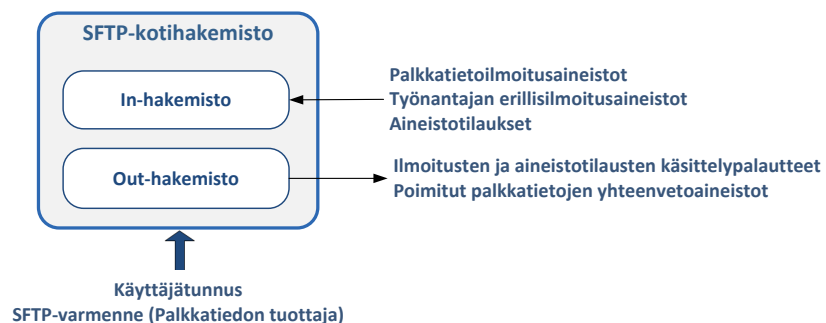 SFTP-kotihakemisto
In-hakemisto
Palkkatietoilmoitusaineistot
Työnantajan erillisilmoitusaineistot
Aineistotilaukset
Out-hakemisto
Ilmoitusten ja aineistotilausten käsittelypalautteet
Poimitut palkkatietojen yhteenvetoaineistot
Käyttäjätunnus
SFTP-varmenne (Palkkatiedon tuottaja)